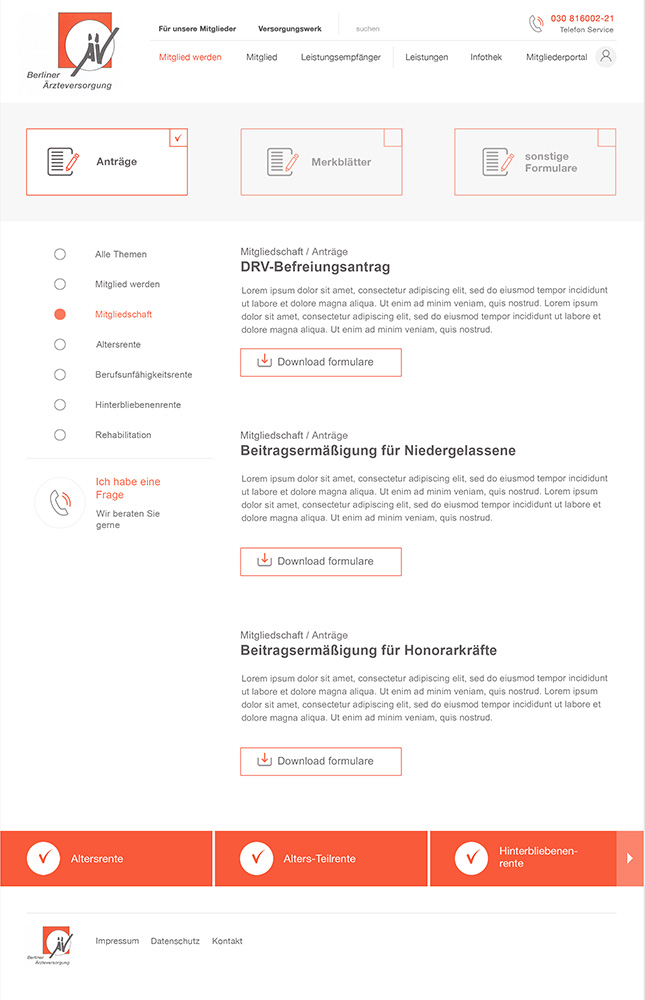 ÄV
Berliner
Ärzteversorgung
Für unsere Mitglieder Versorgungswerk suchen
030 816002-21
Telefon Service
Mitglied werden Mitglied Leistungsempfänger Leistungen Infothek Mitgliederportal
Anträge
Merkblätter
sonstige
Formulare
Alle Themen
Mitglied werden
Mitgliedschaft
Altersrente
Berufsunfähigkeitsrente
Hinterbliebenenrente
Rehabilitation
Ich habe eine
Frage
Wir beraten Sie
gerne
Mitgliedschaft / Anträge
DRV-Befreiungsantrag
Lorem ipsum dolor sit amet, consectetur adipiscing elit, sed do eiusmod tempor incididunt
ut labore et dolore magna aliqua. Ut enim ad minim veniam, quis nostrud. Lorem ipsum
dolor sit amet, consectetur adipiscing elit, sed do eiusmod tempor incididunt ut labore et
dolore magna aliqua. Ut enim ad minim veniam, quis nostrud.
Download formulare
Mitgliedschaft / Anträge
Beitragsermäßigung für Niedergelassene
Lorem ipsum dolor sit amet, consectetur adipiscing elit, sed do eiusmod tempor incididunt
ut labore et dolore magna aliqua. Ut enim ad minim veniam, quis nostrud. Lorem ipsum
dolor sit amet, consectetur adipiscing elit, sed do eiusmod tempor incididunt ut labore et
dolore magna aliqua. Ut enim ad minim veniam, quis nostrud.
Download formulare
Mitgliedschaft / Anträge
Beitragsermäßigung für Honorarkräfte
Lorem ipsum dolor sit amet, consectetur adipiscing elit, sed do eiusmod tempor incididunt
ut labore et dolore magna aliqua. Ut enim ad minim veniam, quis nostrud. Lorem ipsum
dolor sit amet, consectetur adipiscing elit, sed do eiusmod tempor incididunt ut labore et
dolore magna aliqua. Ut enim ad minim veniam, quis nostrud.
Download formulare
Altersrente
Alters-Teilrente
Hinterbliebenen-
rente
ÄV
Berliner
Ärzteversorgung
Impressum Datenschutz Kontakt